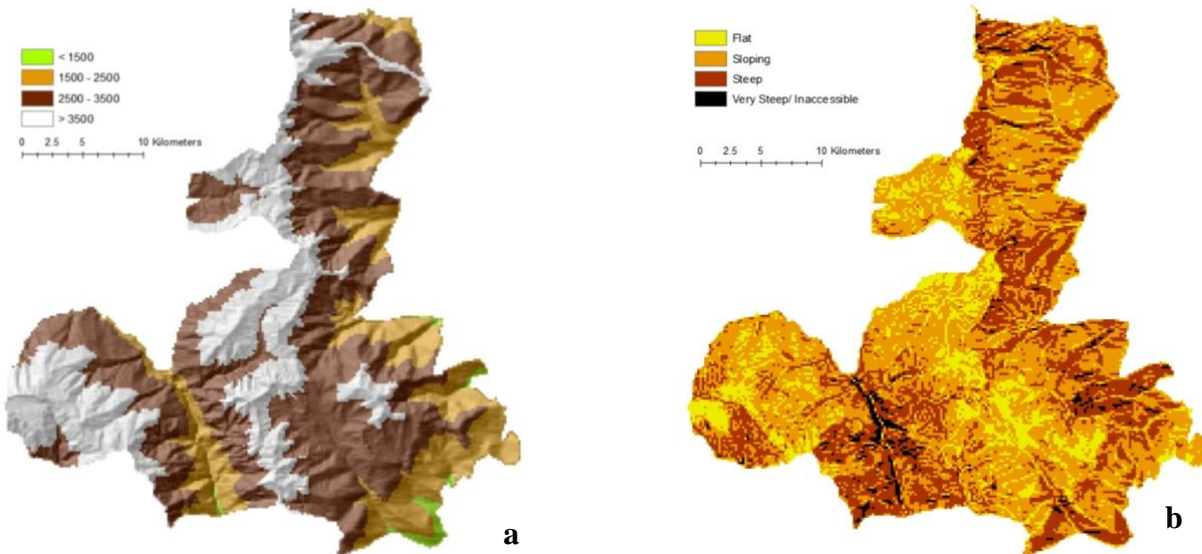 < 1500
1500 - 2500
2500 - 3500
> 3500
0 2.5 5 10 Kilometers
a
Flat
Sloping
Steep
Very Steep/ Inaccessible
0 2.5 5 10 Kilometers
b